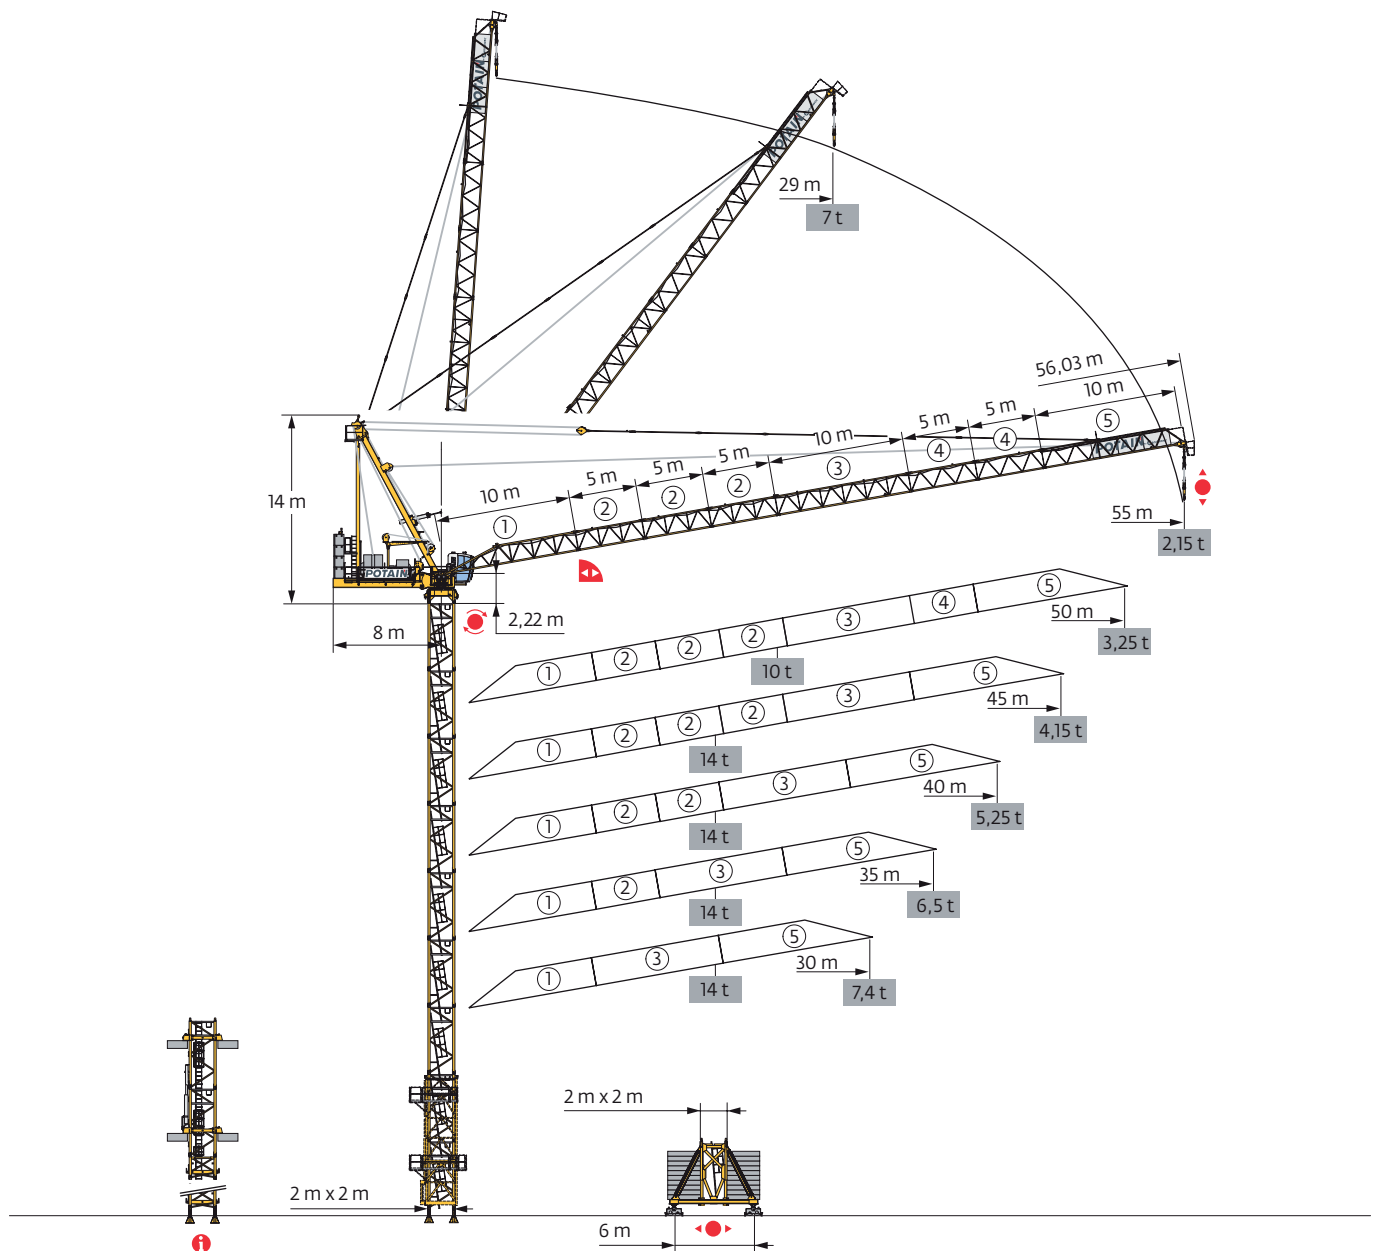 POTAIN
POTAIN
29 m
7 t
56,03 m
10 m
5 m
5 m
10 m
5 m
5 m
5 m
10 m
① ② ② ② ③ ④ ④ ⑤
POTAIN
14 m
POTAIN
55 m
2,15 t
8 m
2,22 m
① ② ② ② ③ ④ ⑤
50 m
3,25 t
10 t
① ② ② ② ③ ⑤
45 m
4,15 t
14 t
① ② ② ③ ⑤
40 m
5,25 t
14 t
① ② ③ ⑤
35 m
6,5 t
14 t
① ③ ⑤
30 m
7,4 t
14 t
2 m x 2 m
2 m x 2 m
6 m
i